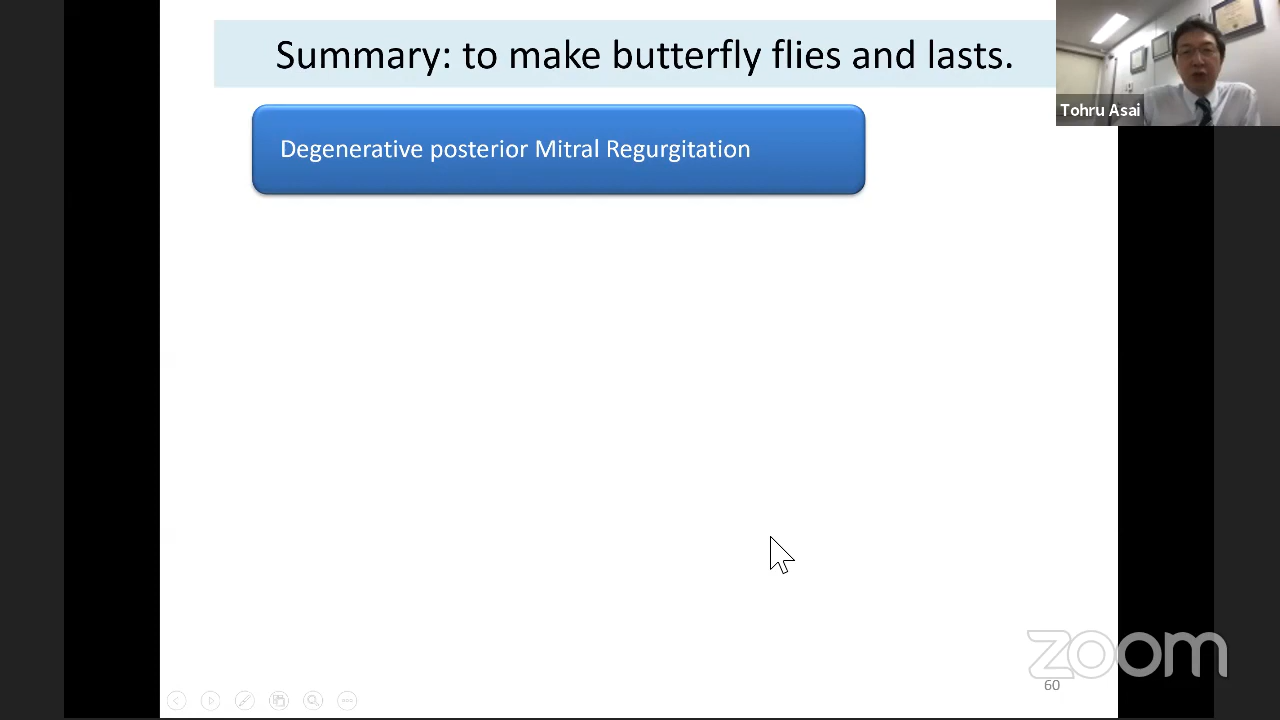 Summary: to make butterfly flies and lasts.
Tohru Asai
Degenerative posterior Mitral Regurgitation
zoom
60